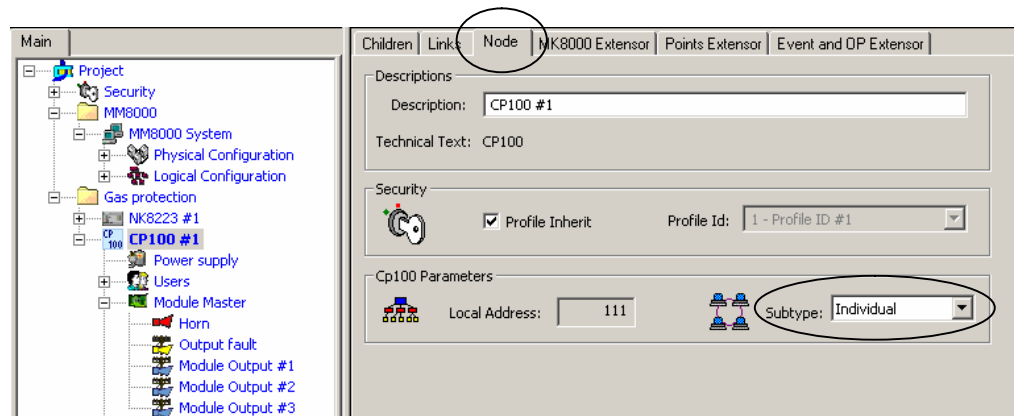 Main
Project
Security
MM8000
MM8000 System
Physical Configuration
Logical Configuration
Gas protection
NK8223 #1
CP 100 CP100 #1
Power supply
Users
Module Master
Horn
Output fault
Module Output #1
Module Output #2
Module Output #3
Children Links Node MK8000 Extensor Points Extensor Event and OP Extensor
Descriptions
Description: CP100 #1
Technical Text: CP100
Security
Profile Inherit Profile Id: 1 - Profile ID #1
Cp100 Parameters
Local Address: 111 Subtype: Individual